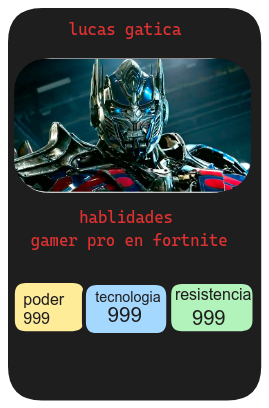 lucas gatica
hablidades
gamer pro en fortnite
poder
999
tecnologia
999
resistencia
999